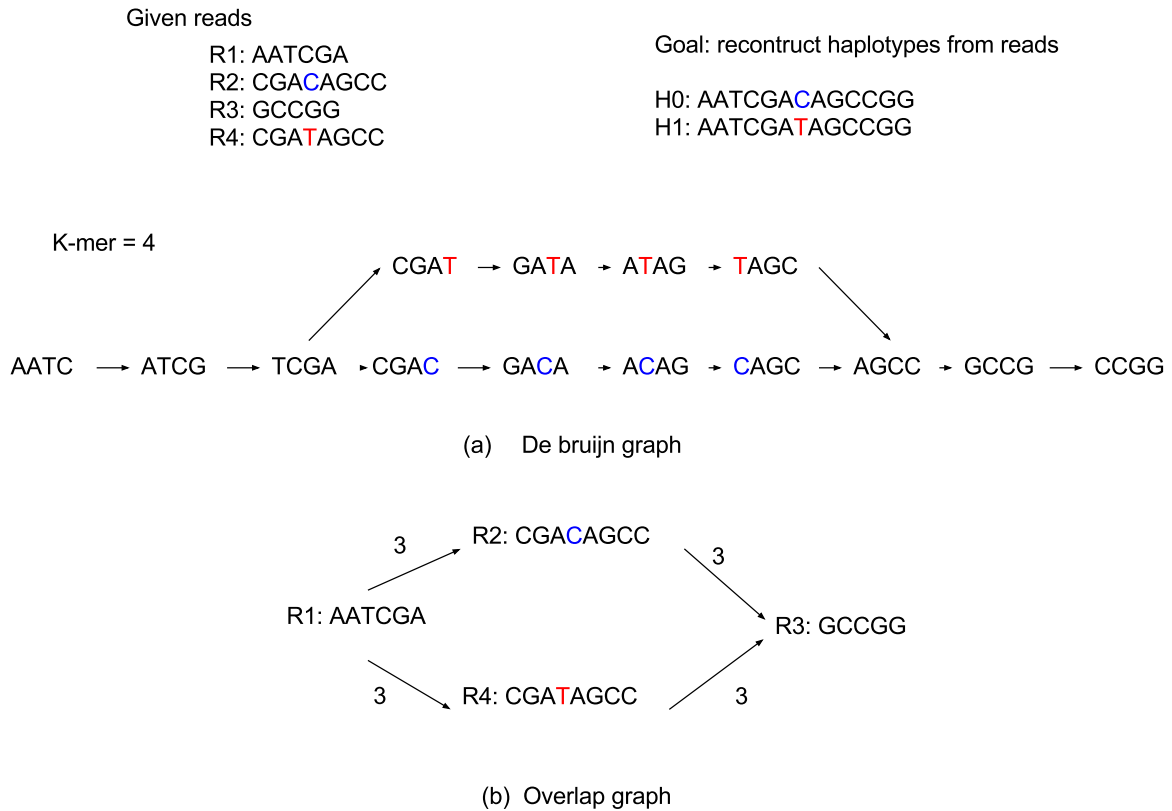 Given reads
R1: AATCGA
R2: CGACAGCC
R3: GCCGG
R4: CGATAGCC
Goal: recontruct haplotypes from reads
H0: AATCGACAGCCGG
H1: AATCGATAGCCGG
K-mer = 4
CGAT GATA ATAG TAGC
AATC ATCG TCGA CGAC GACA ACAG CAGC AGCC GCCG CCGG
(a) De bruijn graph
R2: CGACAGCC
3 3
R1: AATCGA
R3: GCCGG
R4: CGATAGCC
3 3
(b) Overlap graph